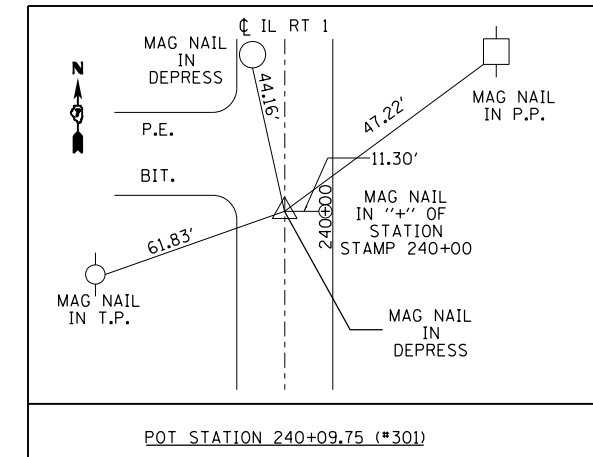 ℄ IL RT 1
MAG NAIL
IN
DEPRESS
N
44.16'
47.22'
MAG NAIL
IN P.P.
P.E.
11.30'
BIT.
240+00
MAG NAIL
IN "+" OF
STATION
STAMP 240+00
61.83'
MAG NAIL
IN T.P.
MAG NAIL
IN
DEPRESS
POT STATION 240+09.75 (#301)